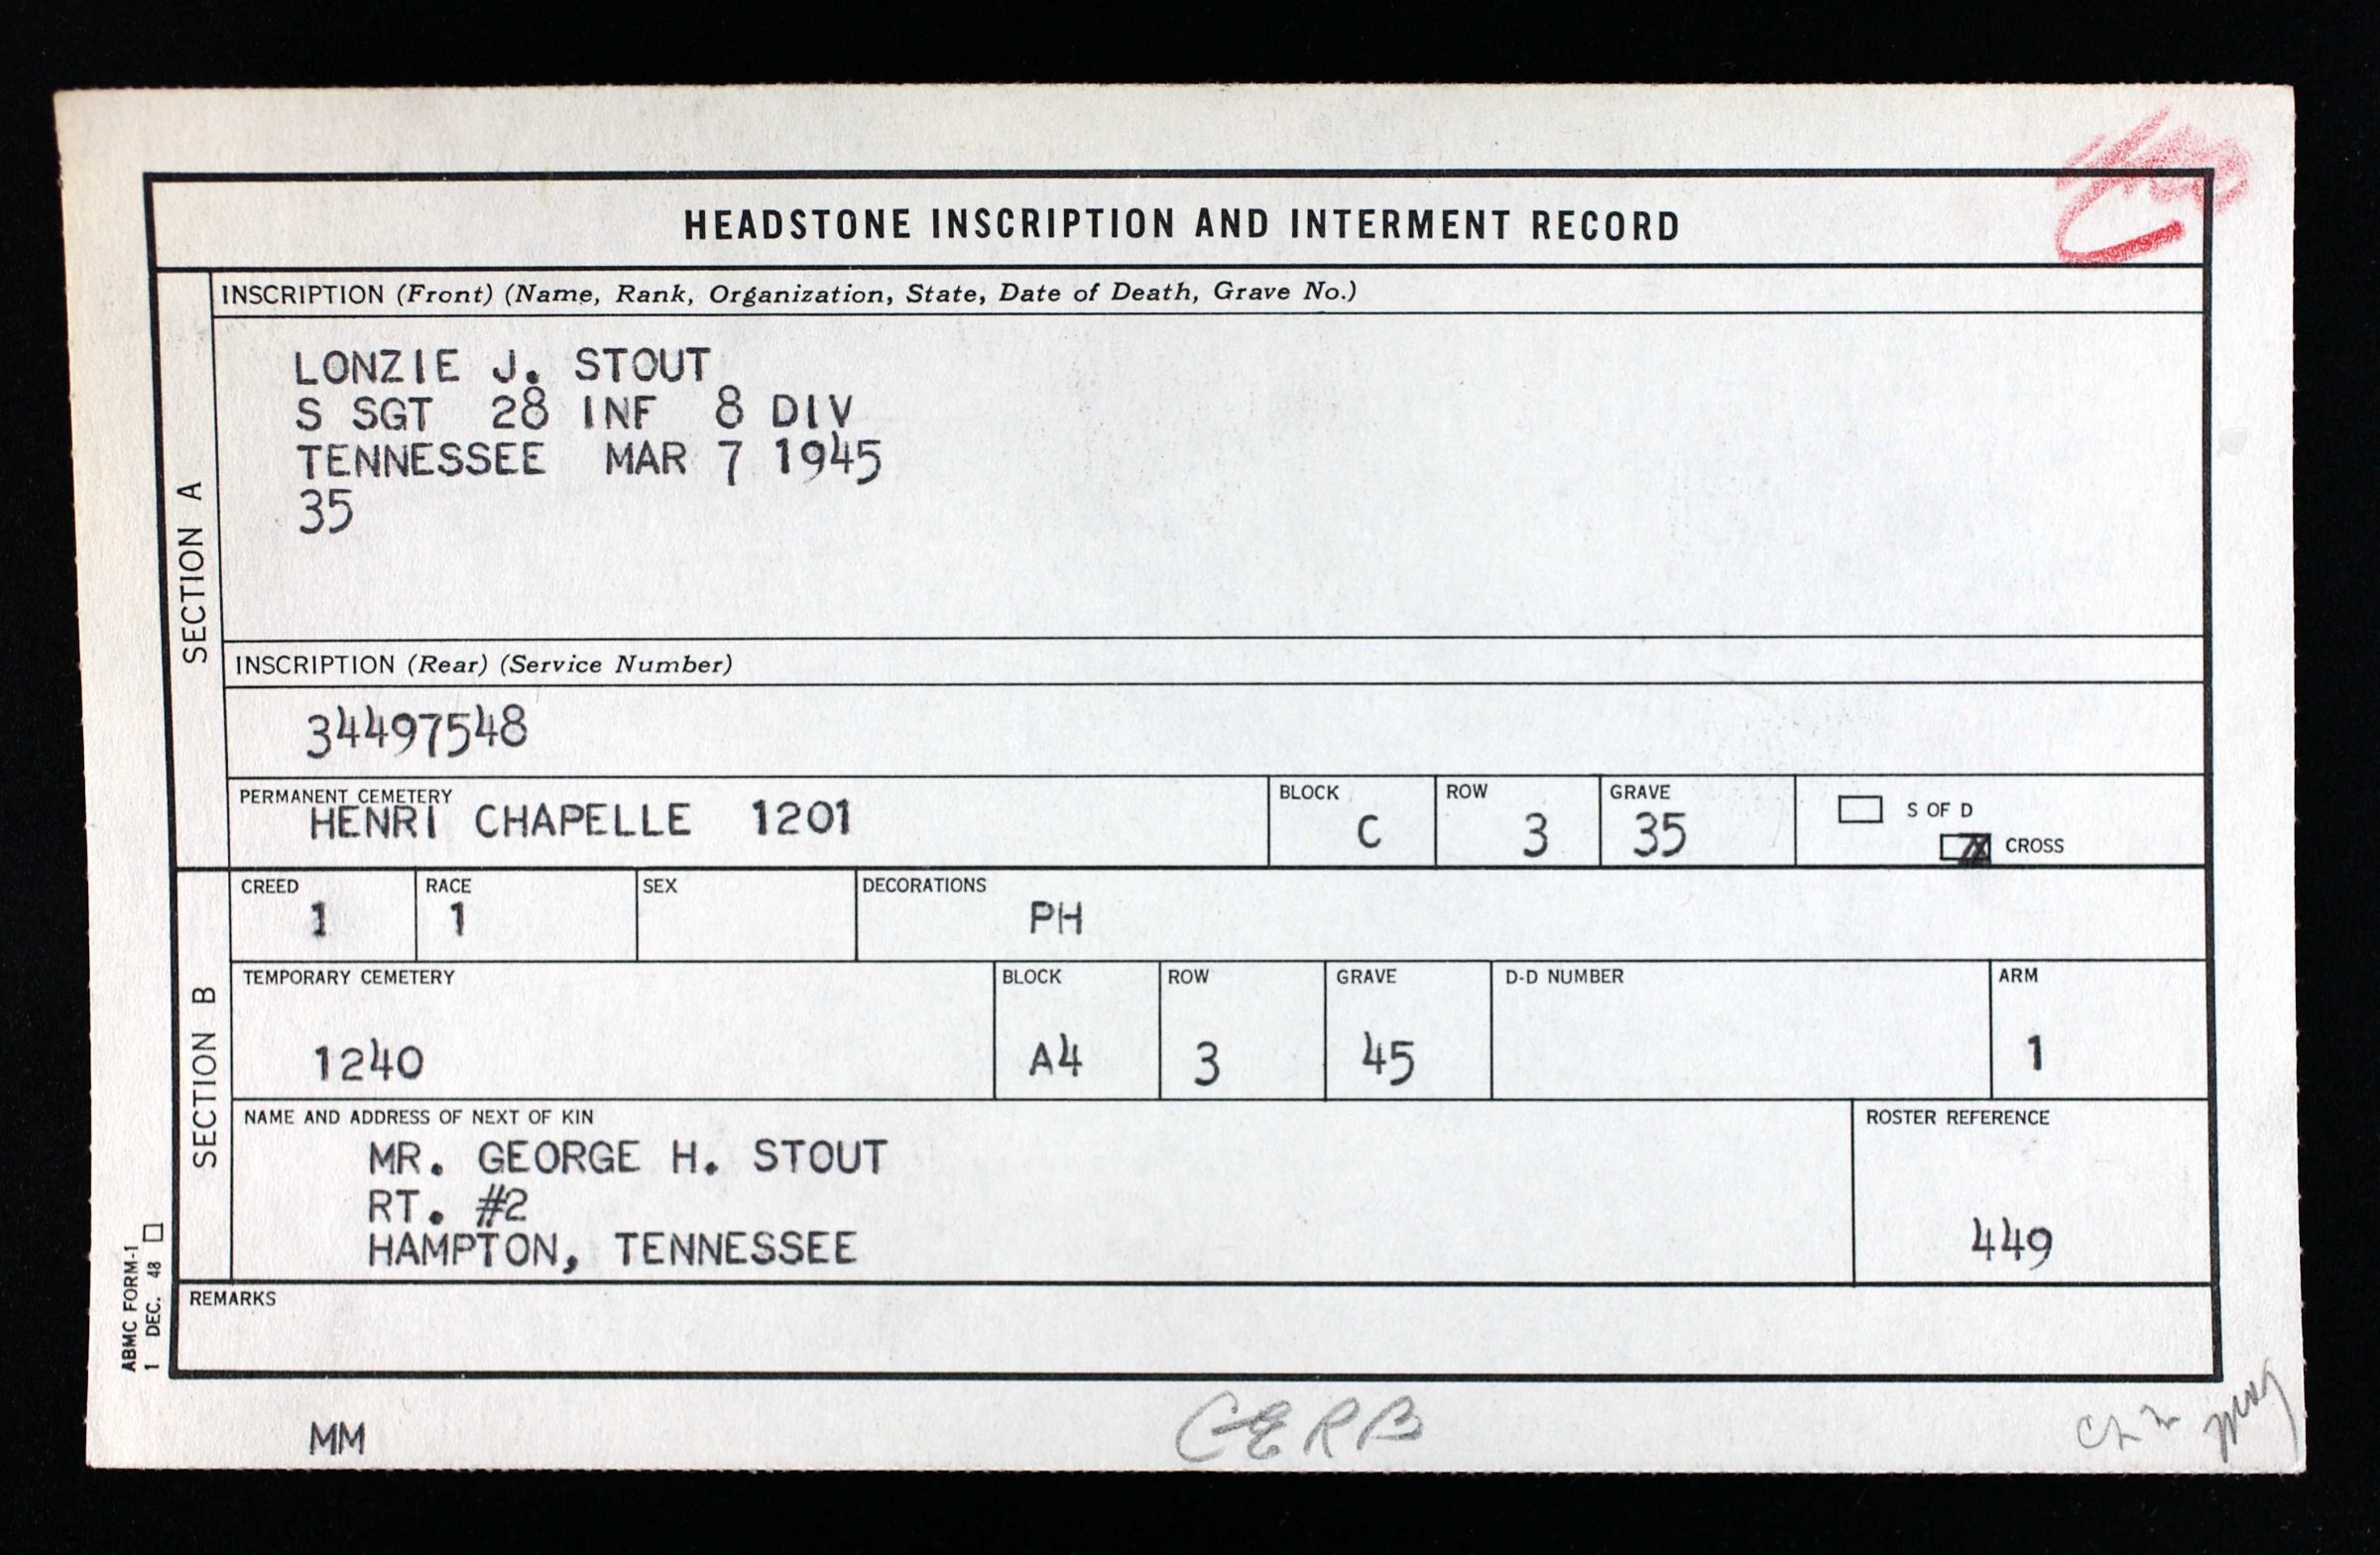 HEADSTONE INSCRIPTION AND INTERMENT RECORD
SECTION A
INSCRIPTION (Front) (Name, Rank, Organization, State, Date of Death, Grave No.)
LONZIE J. STOUT
S SGT 28 INF 8 DIV
TENNESSEE MAR 7 1945
35
INSCRIPTION (Rear) (Service Number)
34497548
PERMANENT CEMETERY
HENRI CHAPELLE 1201
BLOCK
C
ROW
3
GRAVE
35
S OF D
CROSS
SECTION B
CREED
1
RACE
1
SEX
DECORATIONS
PH
TEMPORARY CEMETERY
1240
BLOCK
A4
ROW
3
GRAVE
45
D-D NUMBER
ARM
1
NAME AND ADDRESS OF NEXT OF KIN
MR. GEORGE H. STOUT
RT. #2
HAMPTON, TENNESSEE
ROSTER REFERENCE
449
REMARKS
ABMC FORM-1
1 DEC. 48
MM